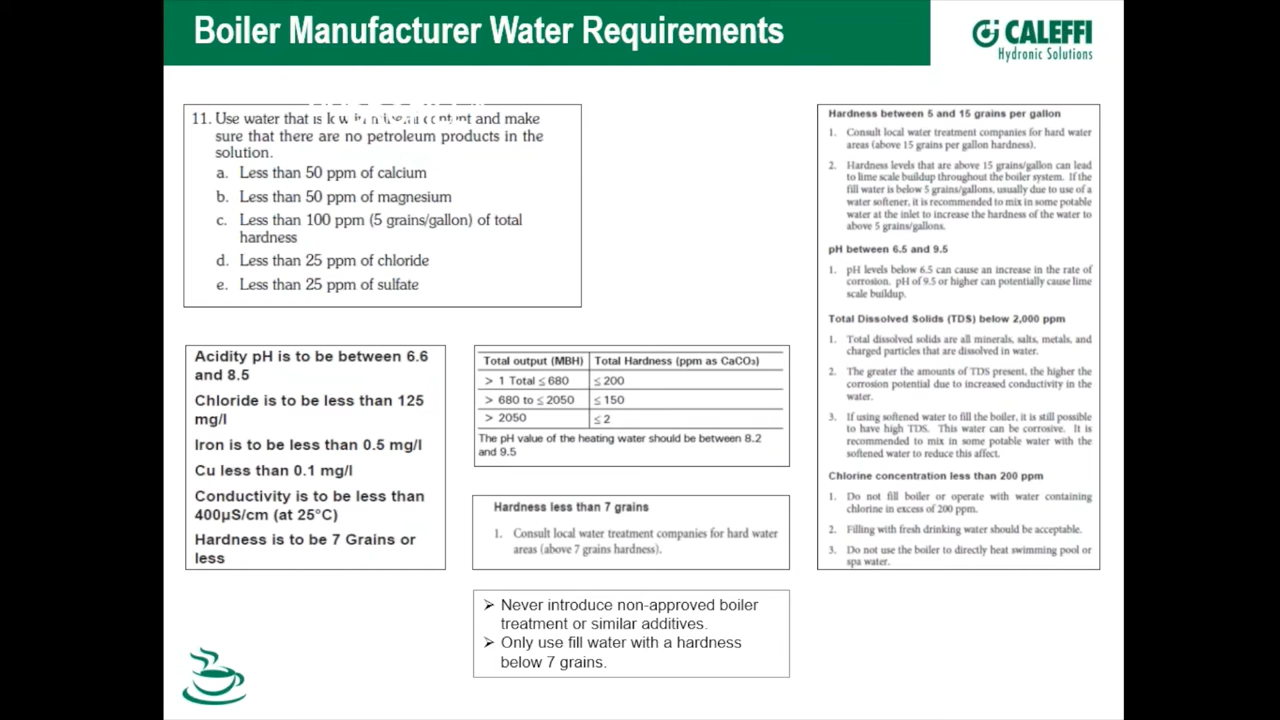 Boiler Manufacturer Water Requirements
CALEFFI
Hydronic Solutions
11. Use water that is low in mineral content and make
sure that there are no petroleum products in the
solution.
a. Less than 50 ppm of calcium
b. Less than 50 ppm of magnesium
c. Less than 100 ppm (5 grains/gallon) of total
hardness
d. Less than 25 ppm of chloride
e. Less than 25 ppm of sulfate
Acidity pH is to be between 6.6
and 8.5
Chloride is to be less than 125
mg/l
Iron is to be less than 0.5 mg/l
Cu less than 0.1 mg/l
Conductivity is to be less than
400µS/cm (at 25°C)
Hardness is to be 7 Grains or
less
Total output (MBH) Total Hardness (ppm as CaCO₃)
> 1 Total ≤ 680 ≤ 200
> 680 to ≤ 2050 ≤ 150
> 2050 ≤ 2
The pH value of the heating water should be between 8.2
and 9.5
Hardness less than 7 grains
1. Consult local water treatment companies for hard water
areas (above 7 grains hardness).
➢ Never introduce non-approved boiler
treatment or similar additives.
➢ Only use fill water with a hardness
below 7 grains.
Hardness between 5 and 15 grains per gallon
1. Consult local water treatment companies for hard water
areas (above 15 grains per gallon hardness).
2. Hardness levels that are above 15 grains/gallon can lead
to lime scale buildup throughout the boiler system. If the
fill water is below 5 grains/gallons, usually due to use of a
water softener, it is recommended to mix in some potable
water at the inlet to increase the hardness of the water to
above 5 grains/gallons.
pH between 6.5 and 9.5
1. pH levels below 6.5 can cause an increase in the rate of
corrosion. pH of 9.5 or higher can potentially cause lime
scale buildup.
Total Dissolved Solids (TDS) below 2,000 ppm
1. Total dissolved solids are all minerals, salts, metals, and
charged particles that are dissolved in water.
2. The greater the amounts of TDS present, the higher the
corrosion potential due to increased conductivity in the
water.
3. If using softened water to fill the boiler, it is still possible
to have high TDS. This water can be corrosive. It is
recommended to mix in some potable water with the
softened water to reduce this affect.
Chlorine concentration less than 200 ppm
1. Do not fill boiler or operate with water containing
chlorine in excess of 200 ppm.
2. Filling with fresh drinking water should be acceptable.
3. Do not use the boiler to directly heat swimming pool or
spa water.